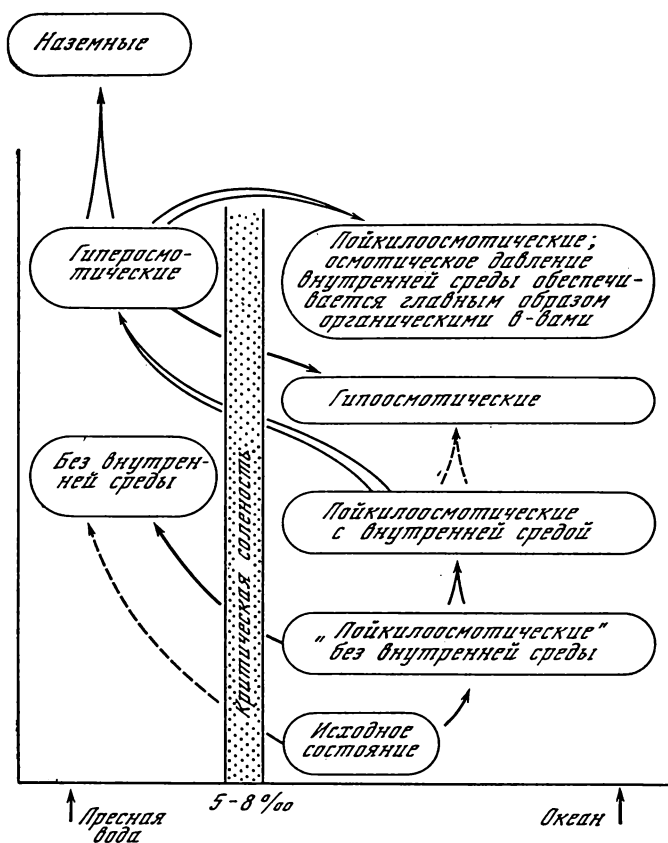 Наземные
Гиперосмо-
тические
Пойкилоосмотические;
осмотическое давление
внутренней среды обеспечи-
вается главным образом
органическими в-вами
Гипоосмотические
Без внутрен-
ней среды
Критическая соленость
Пойкилоосмотические
с внутренней средой
„Пойкилоосмотические"
без внутренней среды
Исходное
состояние
5-8 ‰
Пресная
вода
Океан